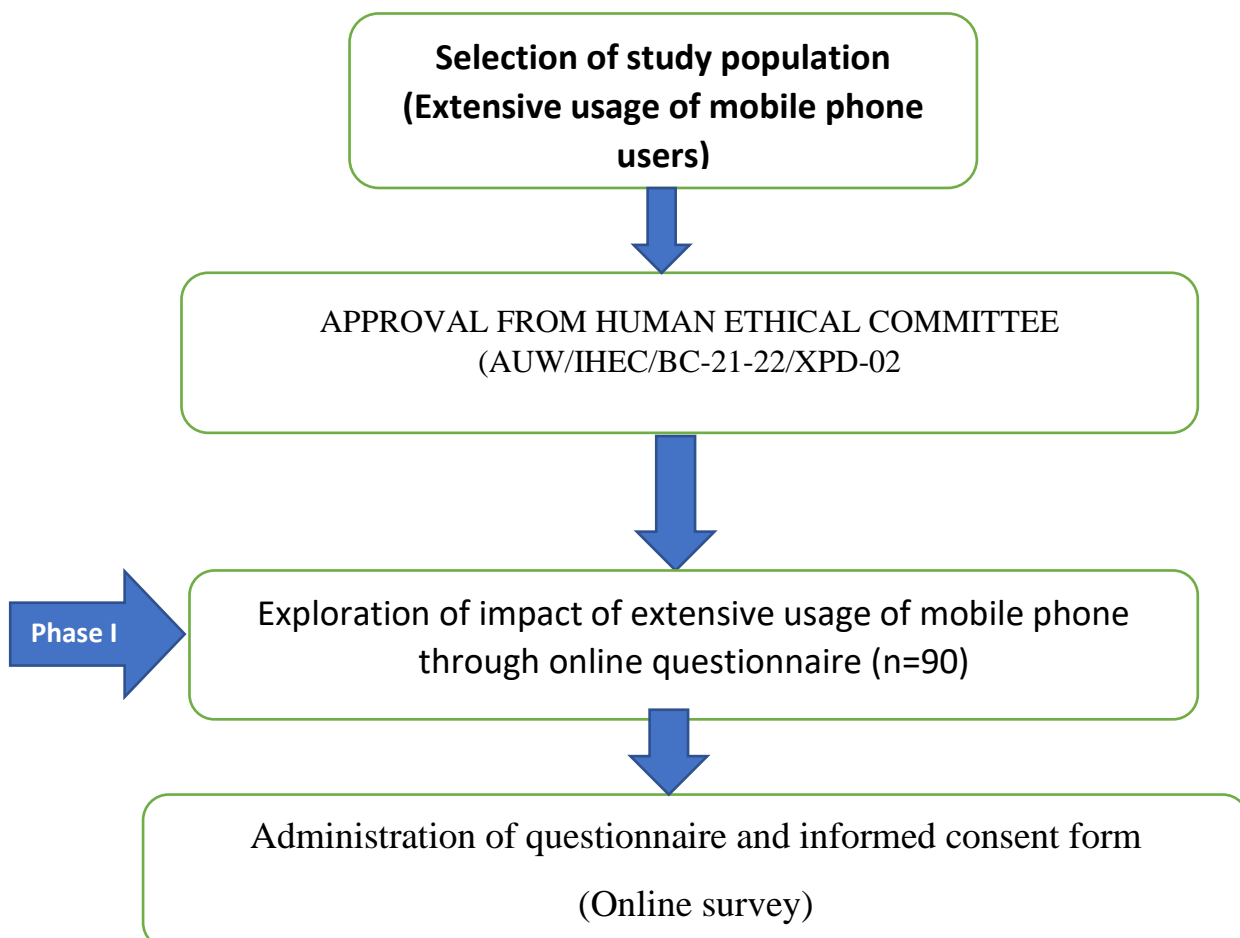 Selection of study population
(Extensive usage of mobile phone
users)
APPROVAL FROM HUMAN ETHICAL COMMITTEE
(AUW/IHEC/BC-21-22/XPD-02
Phase I
Exploration of impact of extensive usage of mobile phone
through online questionnaire (n=90)
Administration of questionnaire and informed consent form
(Online survey)